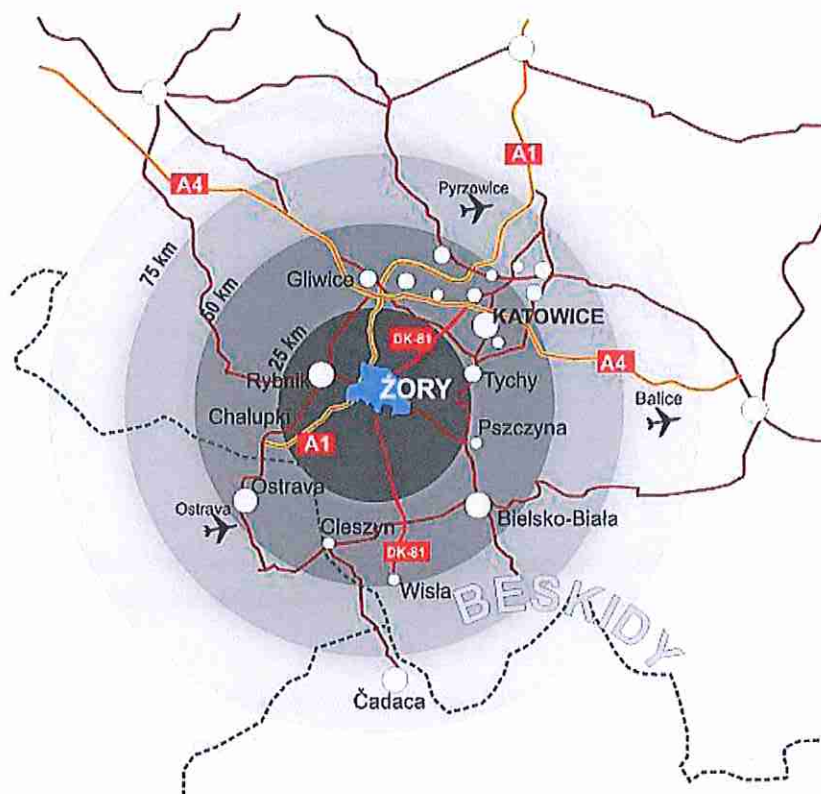 A1
A4
Pyrzowice
75 km
50 km
Gliwice
25 km
DK-81
KATOWICE
A4
Rybnik
ŻORY
Tychy
Balice
Chalupki
A1
Pszczyna
Ostrava
Ostrava
Bielsko-Biała
Cieszyn
DK-81
Wisła
BESKIDY
Čadaca